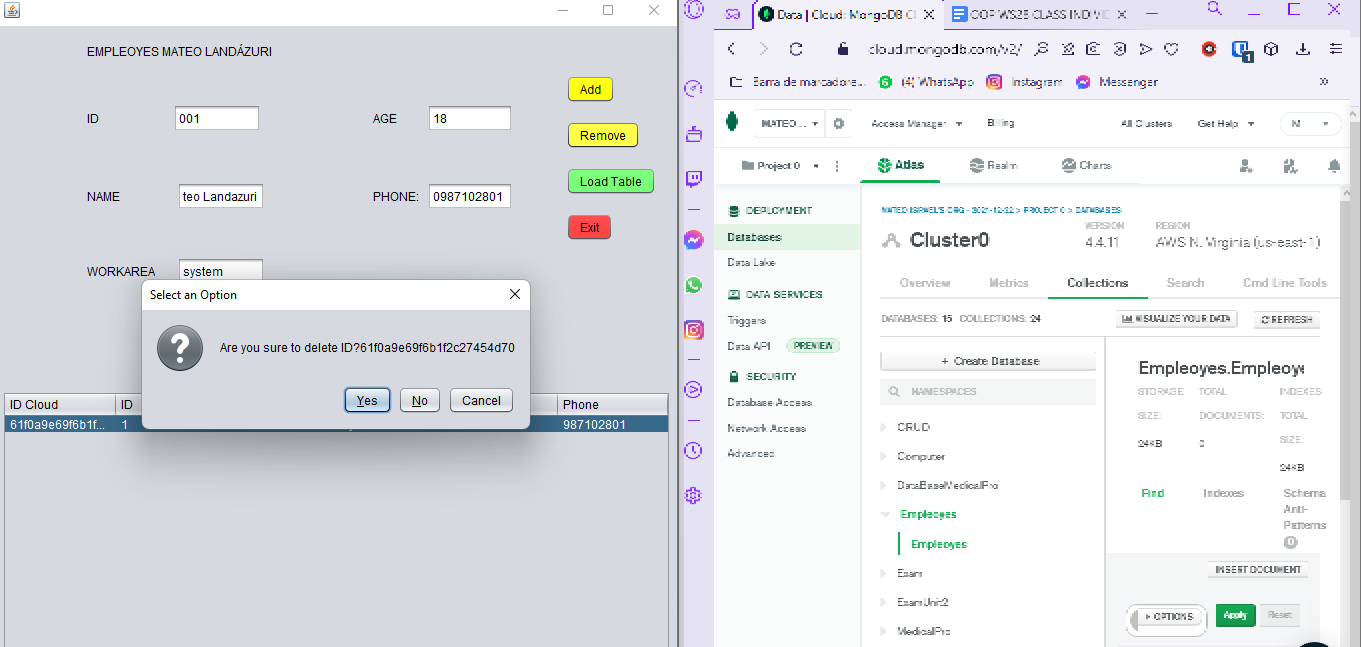 EMPLEOYES MATEO LANDÁZURI
Add
ID
001
AGE
18
Remove
Load Table
NAME
teo Landazuri
PHONE:
0987102801
Exit
WORKAREA
system
Select an Option
Are you sure to delete ID?61f0a9e69f6b1f2c27454d70
Yes
No
Cancel
ID Cloud
ID
Phone
61f0a9e69f6b1f...
1
987102801
Data | Cloud: MongoDB Cl
OOP WS23 CLASS INDIVI
cloud.mongodb.com/v2/
1
Barra de marcadore...
(4) WhatsApp
Instagram
Messenger
»
MATEO ...
Access Manager
Billing
All Clusters
Get Help
M
Project 0
Atlas
Realm
Charts
DEPLOYMENT
Databases
Data Lake
DATA SERVICES
Triggers
Data API
PREVIEW
SECURITY
Database Access
Network Access
Advanced
MATEO ISRAEL'S ORG - 2021-12-22 > PROJECT 0 > DATABASES
Cluster0
VERSION
4.4.11
REGION
AWS N. Virginia (us-east-1)
Overview
Metrics
Collections
Search
Cmd Line Tools
DATABASES: 15 COLLECTIONS: 24
VISUALIZE YOUR DATA
REFRESH
+ Create Database
NAMESPACES
CRUD
Computer
DataBaseMedicalPro
Empleoyes
Empleoyes
Exam
ExamUnit2
MedicalPro
Empleoyes.Empleoye
STORAGE SIZE:
24KB
TOTAL DOCUMENTS:
0
INDEXES TOTAL SIZE:
24KB
Find
Indexes
Schema
Anti-
Patterns
0
INSERT DOCUMENT
OPTIONS
Apply
Reset